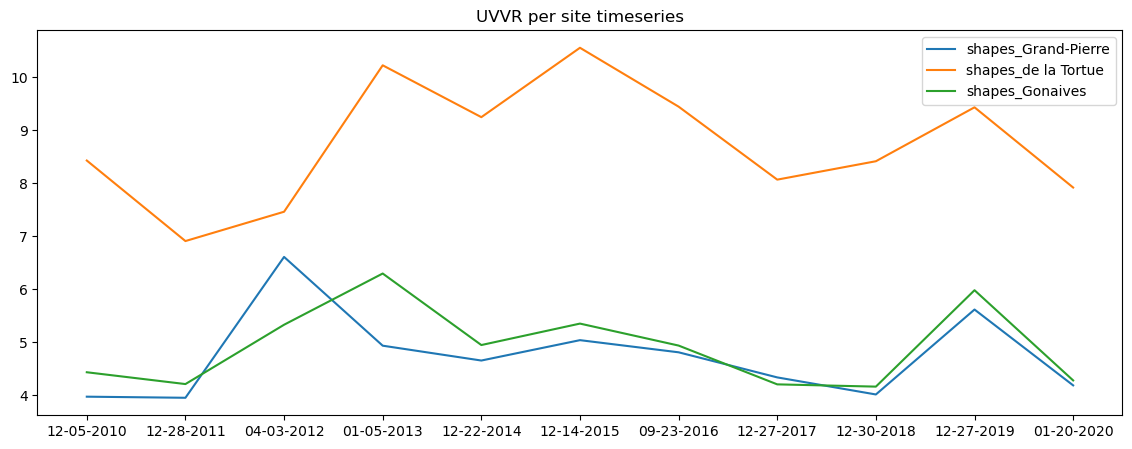 UVVR per site timeseries
shapes_Grand-Pierre
shapes_de la Tortue
shapes_Gonaives
10
9
8
7
6
5
4
12-05-2010 12-28-2011 04-03-2012 01-05-2013 12-22-2014 12-14-2015 09-23-2016 12-27-2017 12-30-2018 12-27-2019 01-20-2020